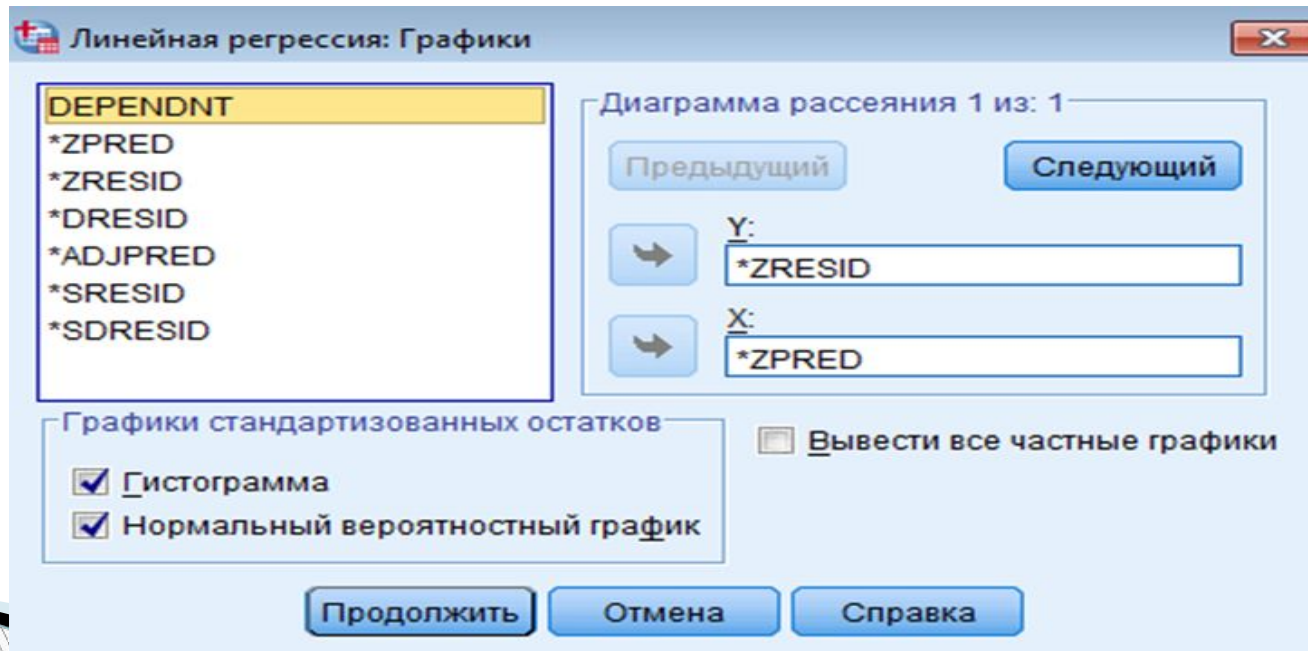 Линейная регрессия: Графики
DEPENDNT
*ZPRED
*ZRESID
*DRESID
*ADJPRED
*SRESID
*SDRESID
Диаграмма рассеяния 1 из: 1
Предыдущий
Следующий
Y:
*ZRESID
X:
*ZPRED
Графики стандартизованных остатков
Гистограмма
Нормальный вероятностный график
Вывести все частные графики
Продолжить
Отмена
Справка